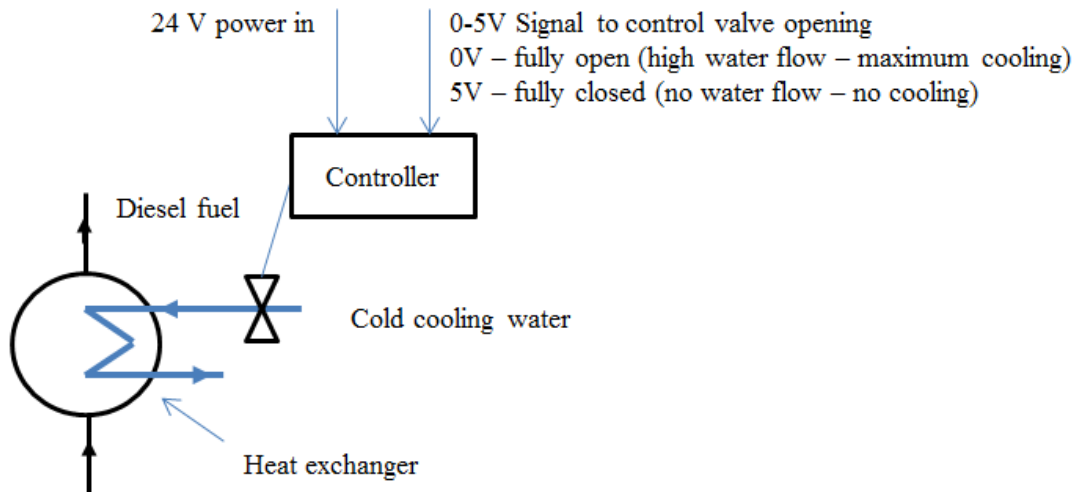 24 V power in
0-5V Signal to control valve opening
0V – fully open (high water flow – maximum cooling)
5V – fully closed (no water flow – no cooling)
Controller
Diesel fuel
Cold cooling water
Heat exchanger